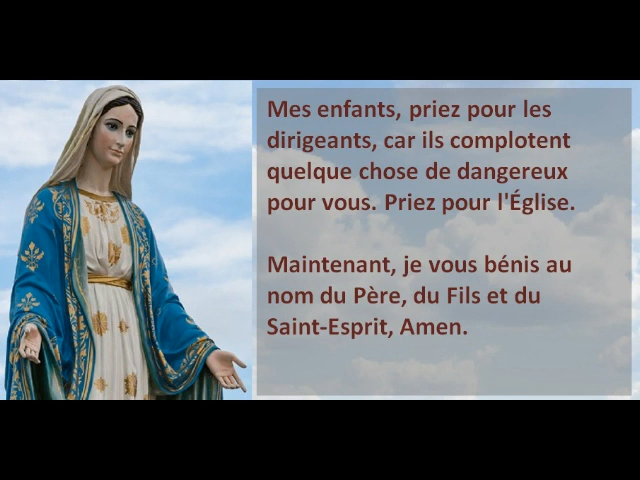 Mes enfants, priez pour les
dirigeants, car ils complotent
quelque chose de dangereux
pour vous. Priez pour l'Église.
Maintenant, je vous bénis au
nom du Père, du Fils et du
Saint-Esprit, Amen.